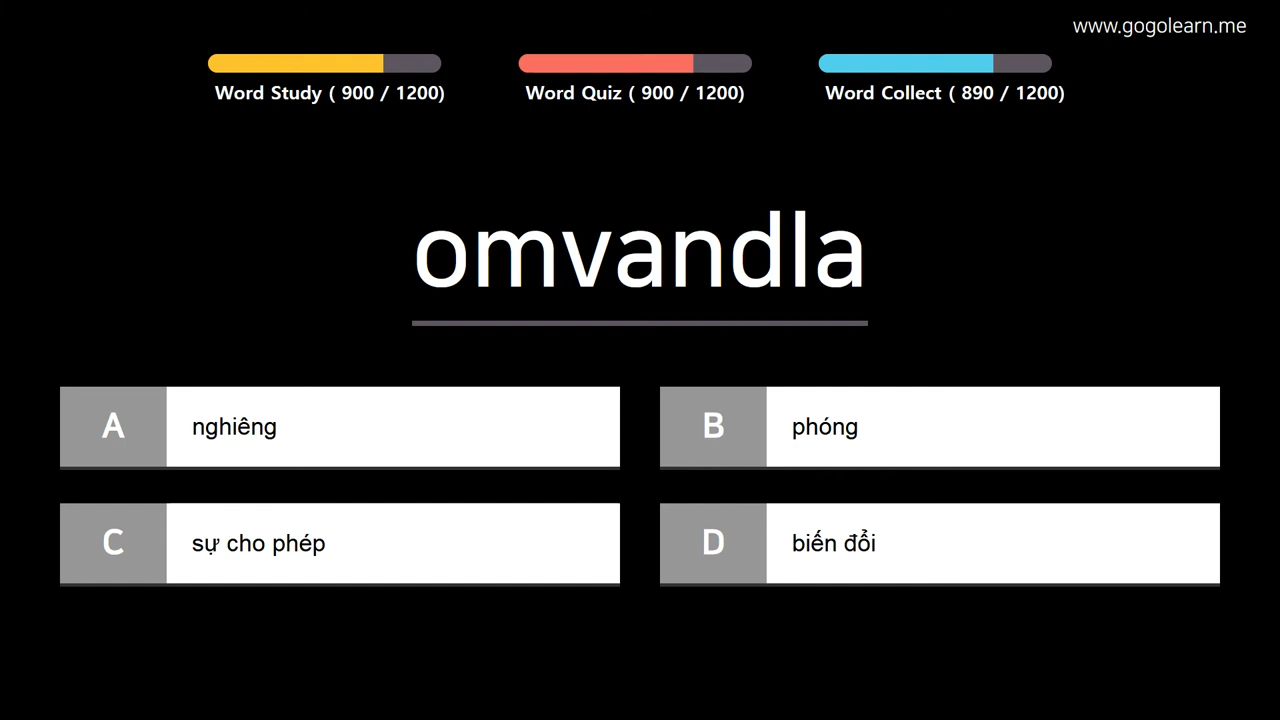 www.gogolearn.me
Word Study ( 900 / 1200)
Word Quiz ( 900 / 1200)
Word Collect ( 890 / 1200)
omvandla
A nghiêng
B phóng
C sự cho phép
D biến đổi